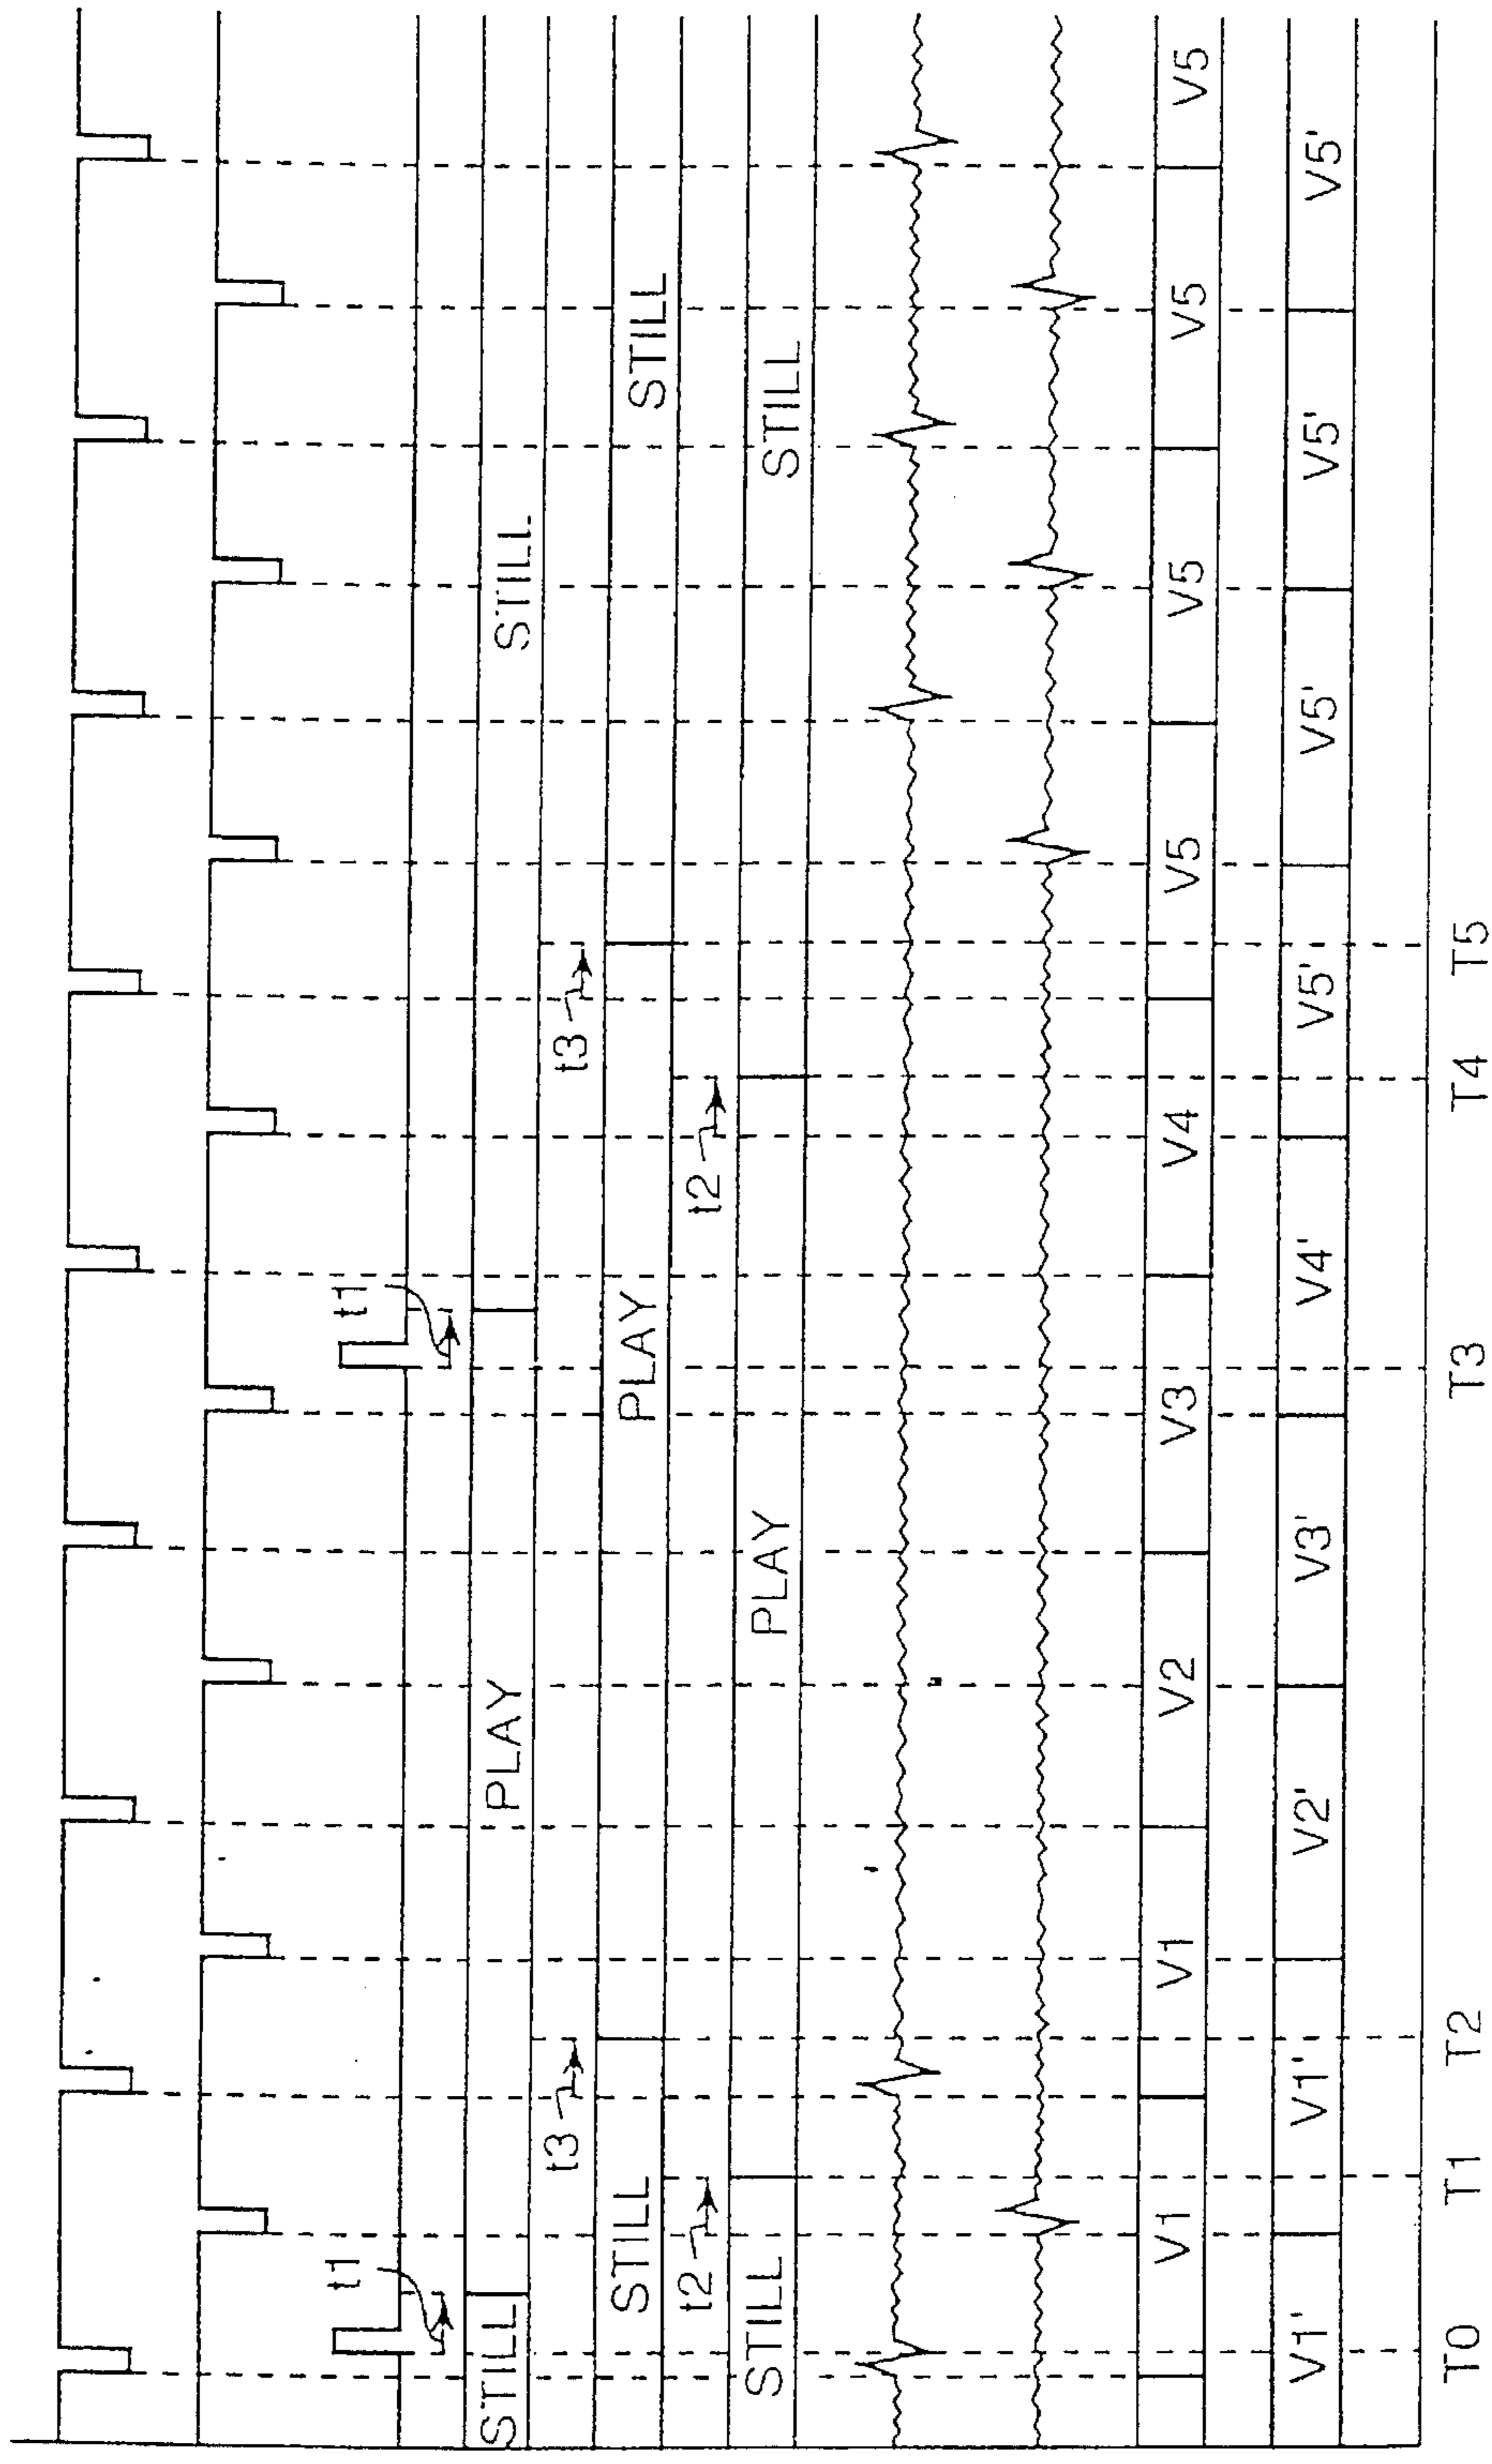 t1 t1
STILL PLAY STILL
t3 t3
STILL PLAY STILL
t2 t2
STILL PLAY STILL
V1 V1 V2 V3 V4 V5 V5 V5 V5
V1' V1' V2' V3' V4' V5' V5' V5' V5'
T0 T1 T2 T3 T4 T5